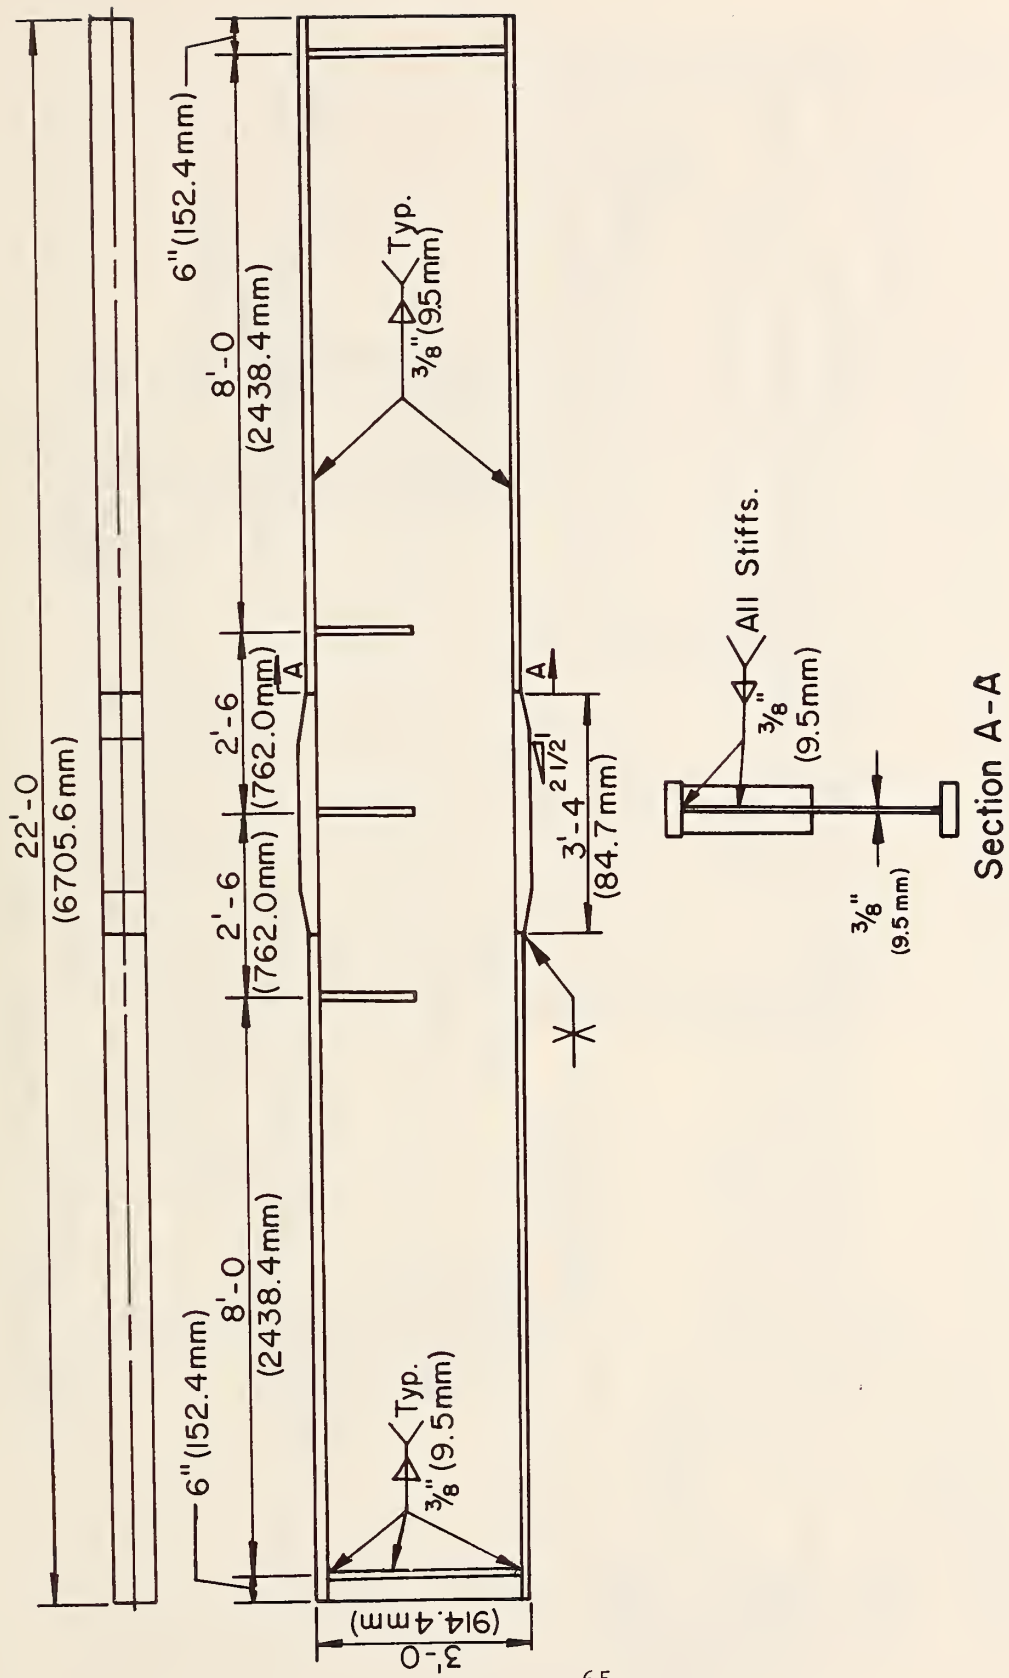 22'-0
(6705.6mm)
6"(152.4mm)
8'-0
(2438.4mm)
2'-6
(762.0mm)
2'-6
(762.0mm)
8'-0
(2438.4mm)
6"(152.4mm)
3'-0
(914.4mm)
Typ.
3/8" (9.5mm)
Typ.
3/8" (9.5mm)
A
A
2 1/2
1
3'-4
(84.7mm)
All Stiffs.
3/8"
(9.5mm)
3/8"
(9.5mm)
Section A-A